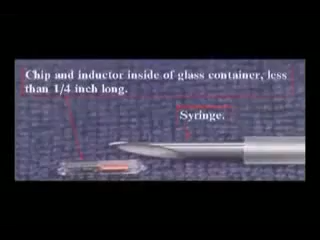 Chip and inductor inside of glass container, less
than 1/4 inch long.
Syringe.